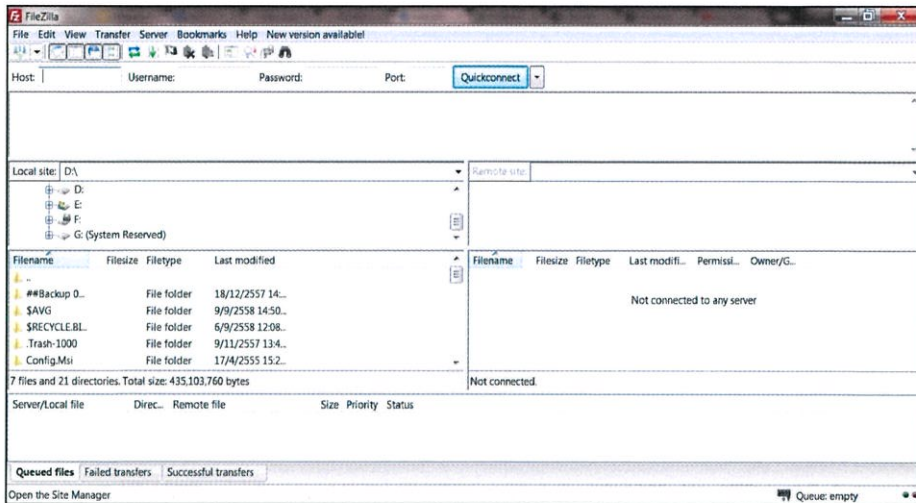 FileZilla
File Edit View Transfer Server Bookmarks Help New version available!
Host: Username: Password: Port: Quickconnect
Local site: D:\ Remote site:
D:
E:
F:
G: (System Reserved)
Filename Filesize Filetype Last modified Filename Filesize Filetype Last modifi... Permissi... Owner/G...
..
##Backup 0... File folder 18/12/2557 14:... Not connected to any server
$AVG File folder 9/9/2558 14:50...
$RECYCLE.BI... File folder 6/9/2558 12:08...
.Trash-1000 File folder 9/11/2557 13:4...
Config.Msi File folder 17/4/2555 15:2...
7 files and 21 directories. Total size: 435,103,760 bytes Not connected.
Server/Local file Direc... Remote file Size Priority Status
Queued files Failed transfers Successful transfers
Open the Site Manager Queue: empty